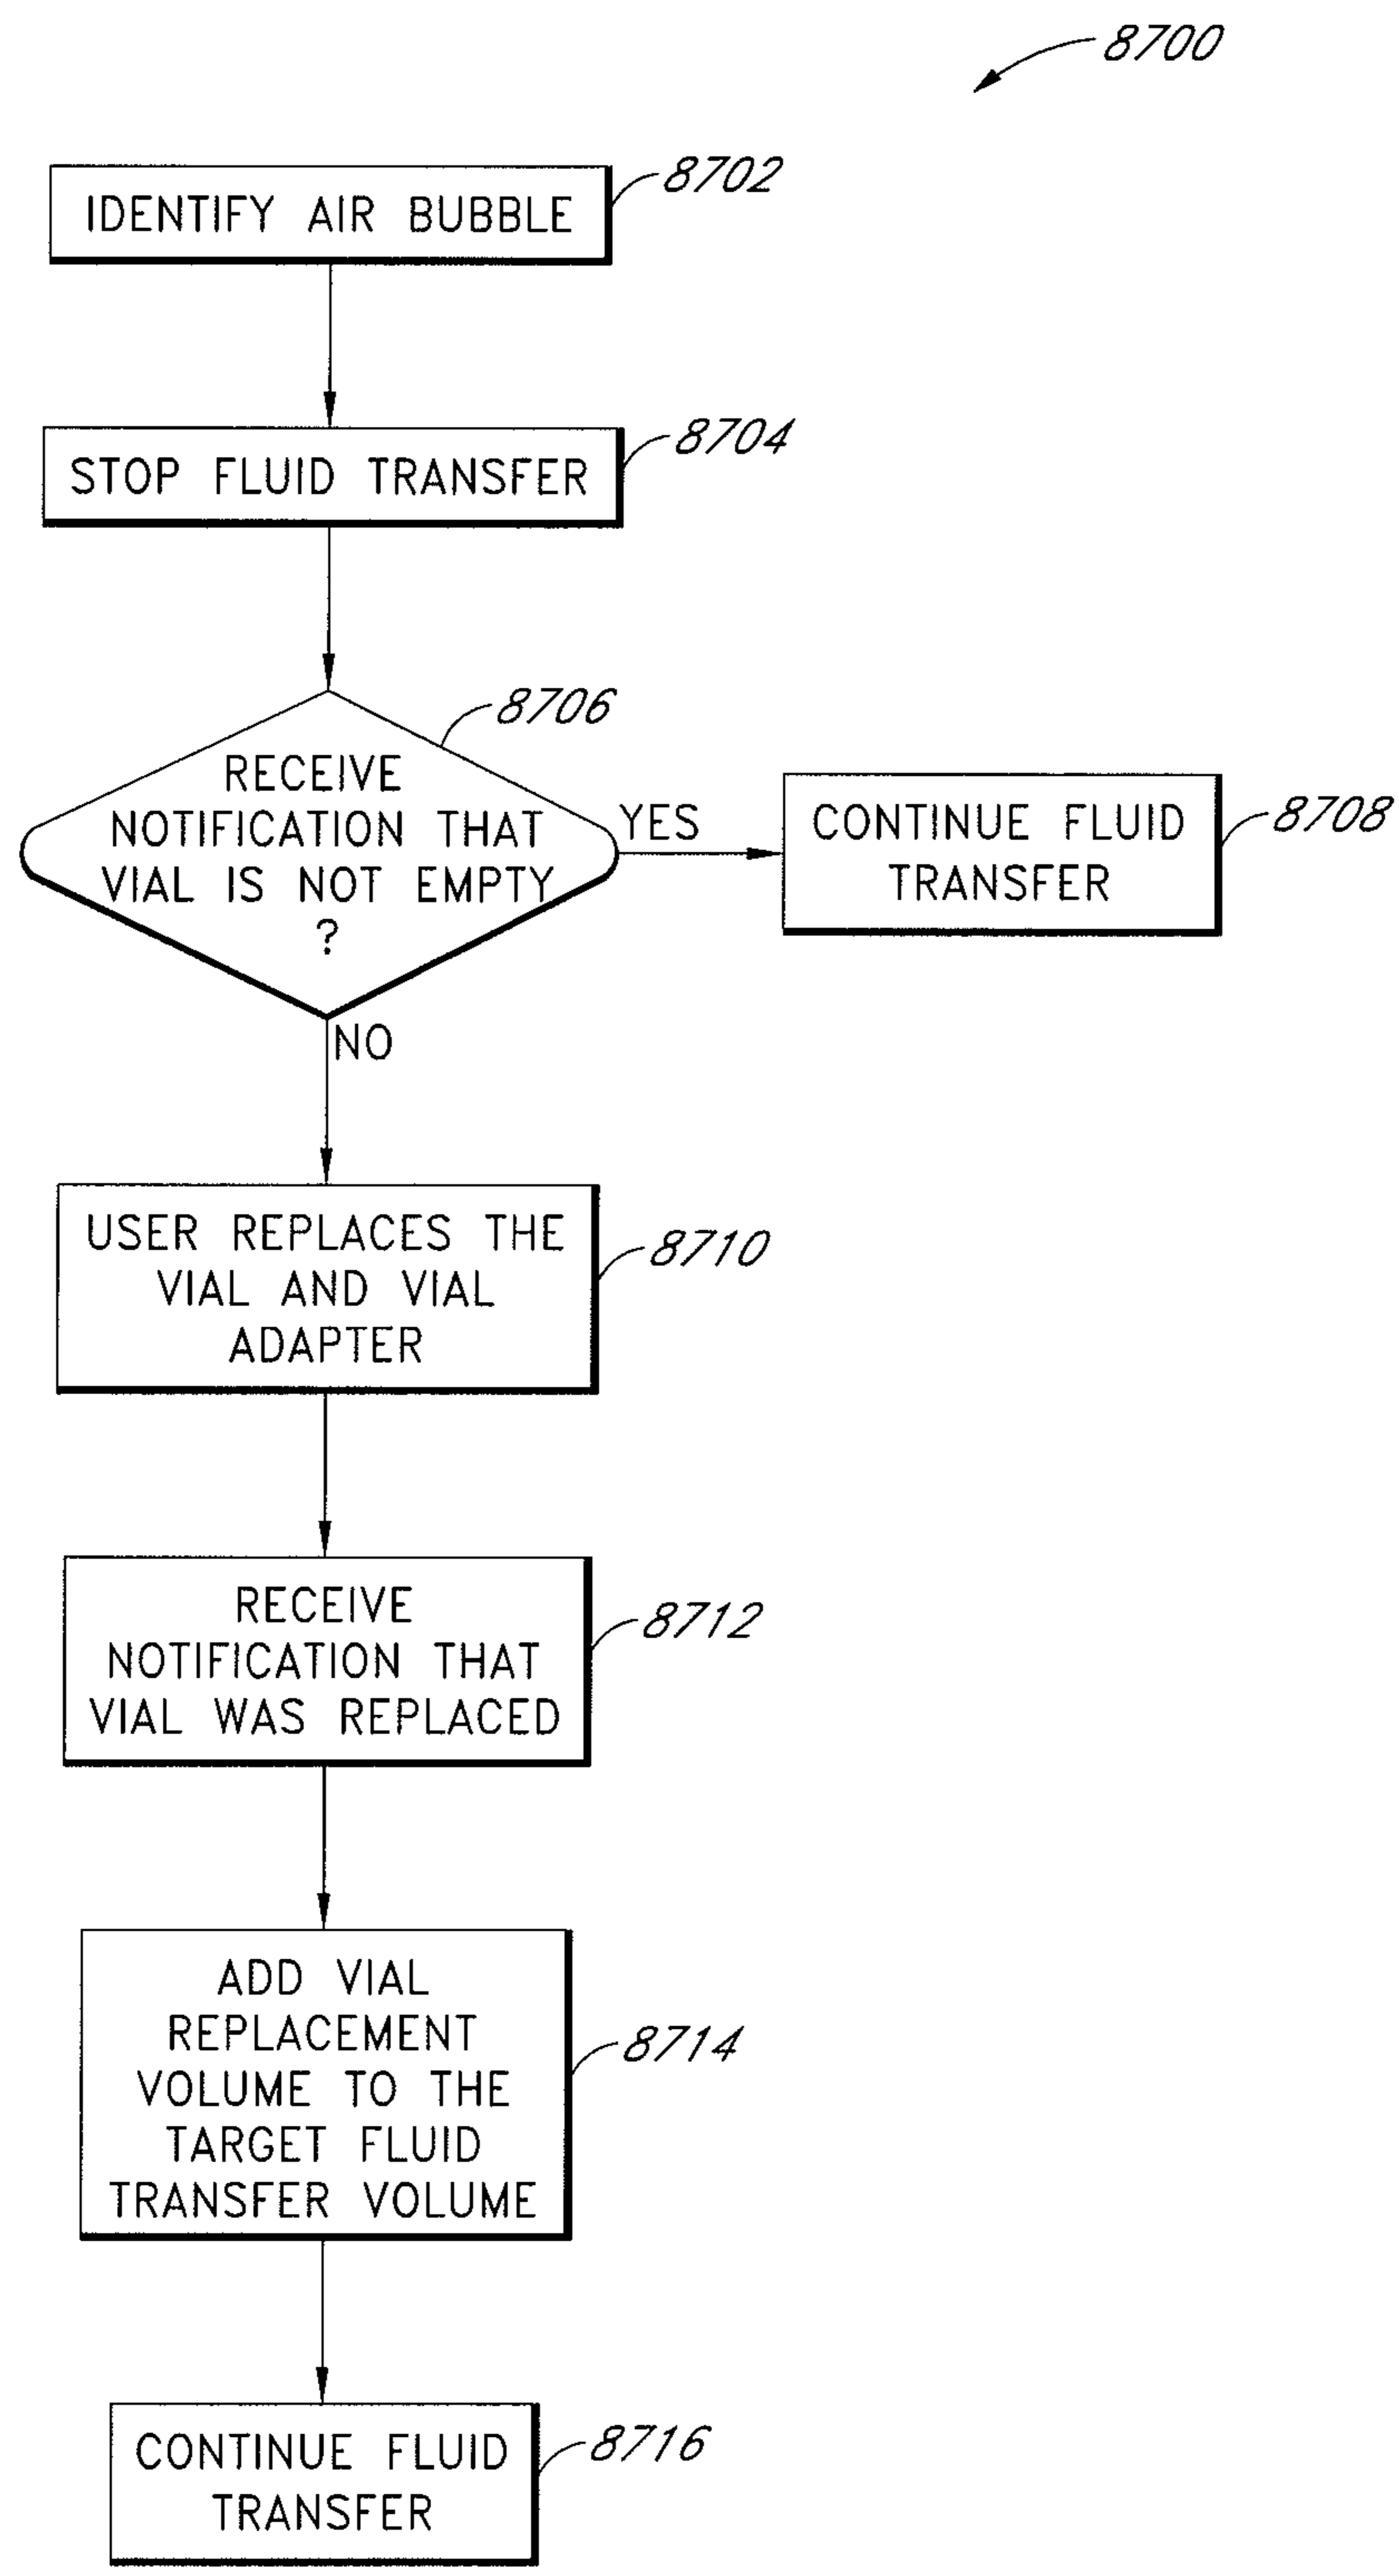 8700
8702
IDENTIFY AIR BUBBLE
8704
STOP FLUID TRANSFER
8706
RECEIVE
NOTIFICATION THAT
VIAL IS NOT EMPTY
?
YES
CONTINUE FLUID
TRANSFER
8708
NO
USER REPLACES THE
VIAL AND VIAL
ADAPTER
8710
RECEIVE
NOTIFICATION THAT
VIAL WAS REPLACED
8712
ADD VIAL
REPLACEMENT
VOLUME TO THE
TARGET FLUID
TRANSFER VOLUME
8714
CONTINUE FLUID
TRANSFER
8716